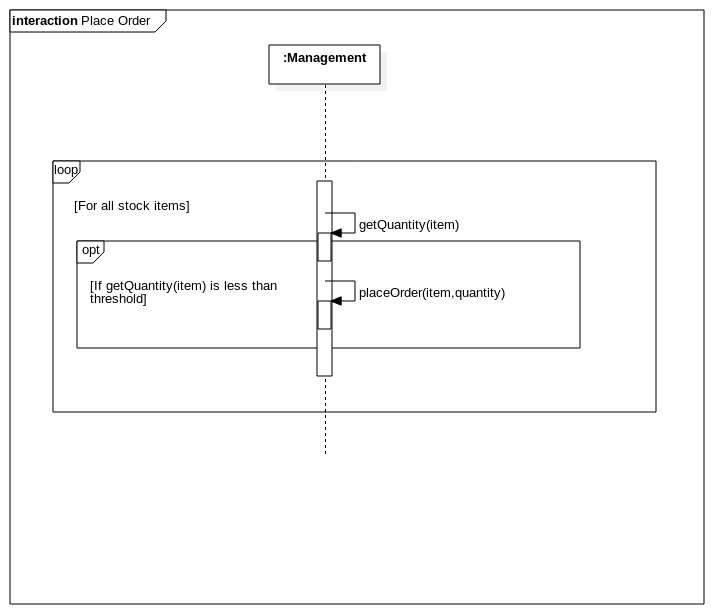 interaction Place Order
:Management
loop
[For all stock items]
getQuantity(item)
opt
[If getQuantity(item) is less than
threshold]
placeOrder(item,quantity)